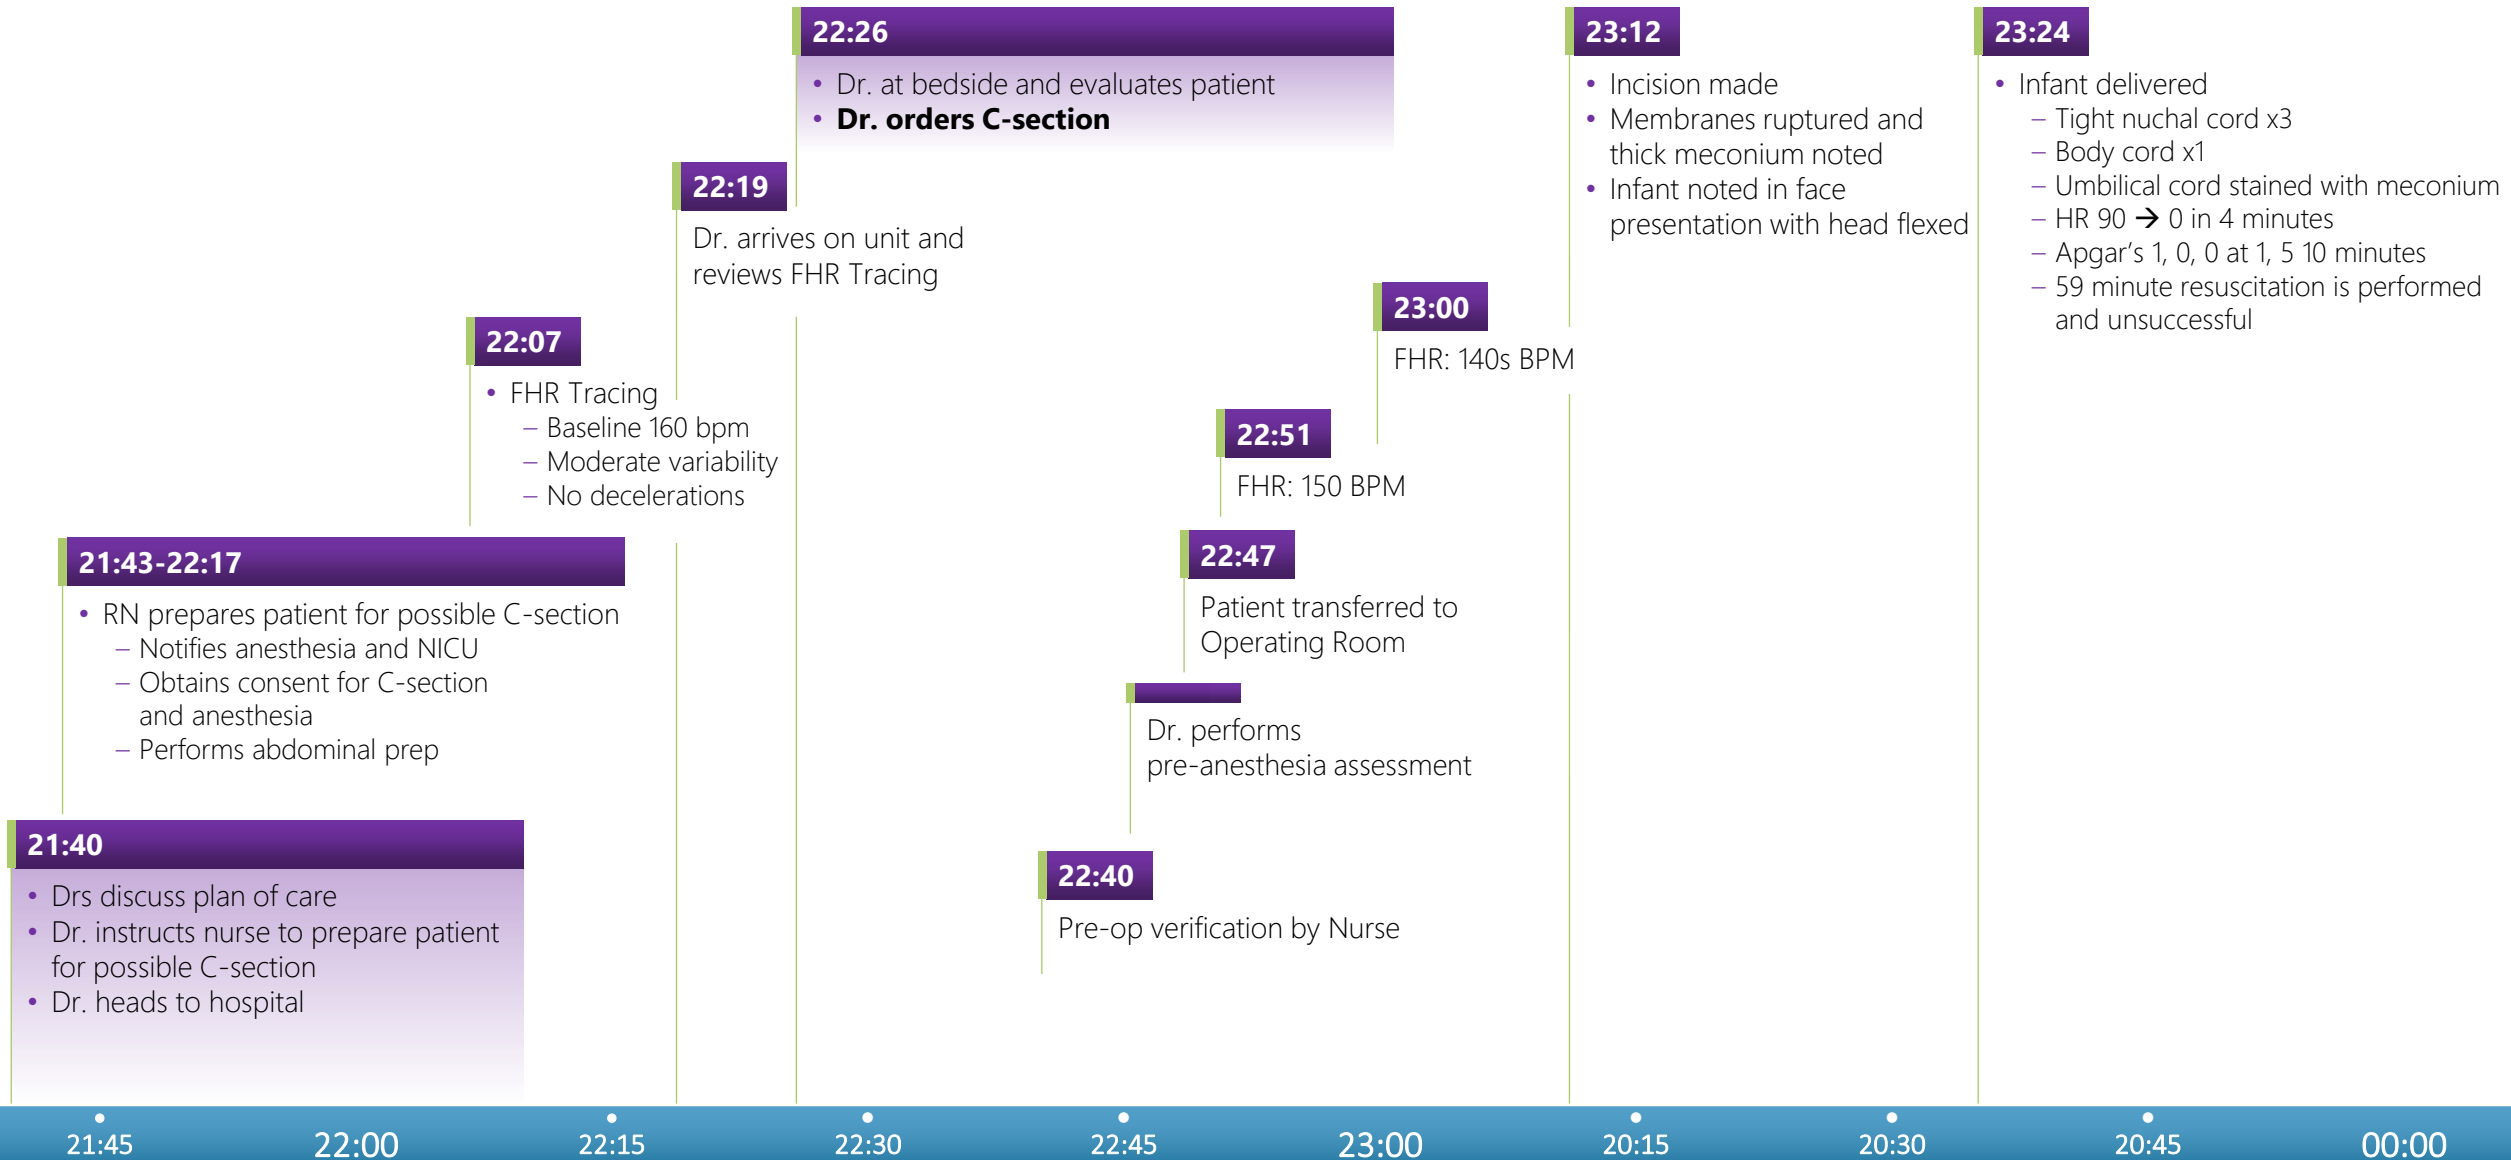 21:40
• Drs discuss plan of care
• Dr. instructs nurse to prepare patient
for possible C-section
• Dr. heads to hospital
21:43-22:17
• RN prepares patient for possible C-section
– Notifies anesthesia and NICU
– Obtains consent for C-section
and anesthesia
– Performs abdominal prep
22:07
• FHR Tracing
– Baseline 160 bpm
– Moderate variability
– No decelerations
22:19
Dr. arrives on unit and
reviews FHR Tracing
22:26
• Dr. at bedside and evaluates patient
• Dr. orders C-section
22:40
Pre-op verification by Nurse
Dr. performs
pre-anesthesia assessment
22:47
Patient transferred to
Operating Room
22:51
FHR: 150 BPM
23:00
FHR: 140s BPM
23:12
• Incision made
• Membranes ruptured and
thick meconium noted
• Infant noted in face
presentation with head flexed
23:24
• Infant delivered
– Tight nuchal cord x3
– Body cord x1
– Umbilical cord stained with meconium
– HR 90 → 0 in 4 minutes
– Apgar’s 1, 0, 0 at 1, 5 10 minutes
– 59 minute resuscitation is performed
and unsuccessful
21:45
22:00
22:15
22:30
22:45
23:00
20:15
20:30
20:45
00:00